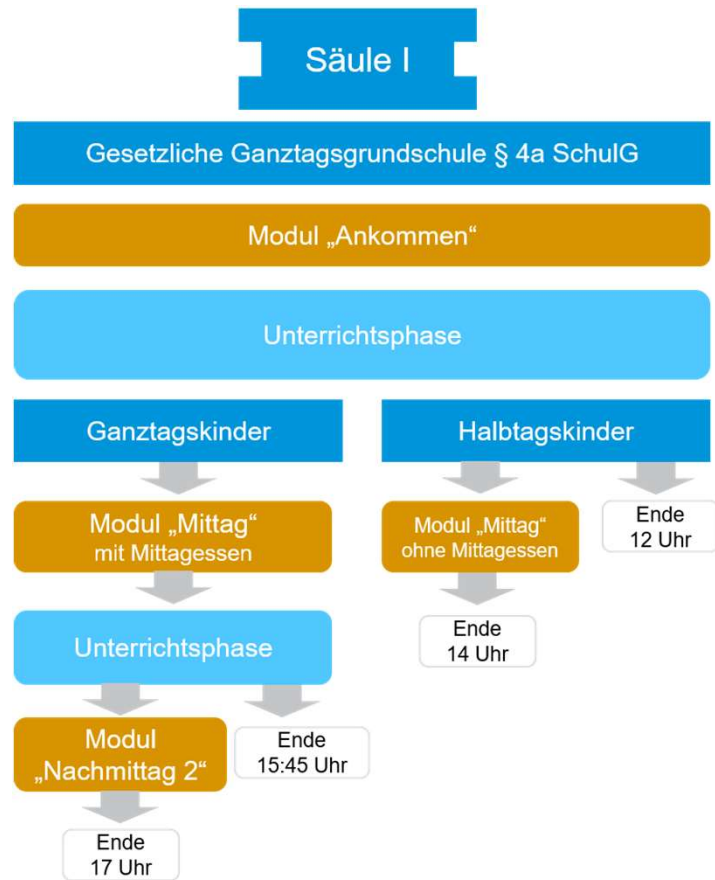 Säule I
Gesetzliche Ganztagsgrundschule § 4a SchulG
Modul „Ankommen“
Unterrichtsphase
Ganztagskinder
Halbtagskinder
Modul „Mittag“
mit Mittagessen
Modul „Mittag“
ohne Mittagessen
Ende
12 Uhr
Unterrichtsphase
Ende
14 Uhr
Modul
„Nachmittag 2“
Ende
15:45 Uhr
Ende
17 Uhr